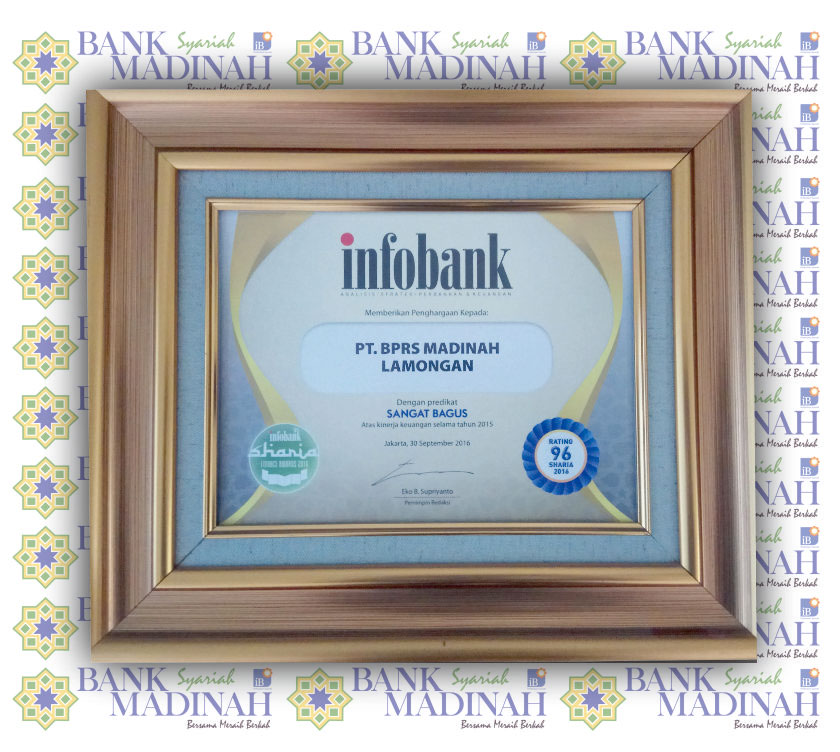 BANK Syariah iB
MADINAH
Bersama Meraih Berkah
BANK Syariah iB
MADINAH
BANK Syariah iB
MADINAH
Bersama Meraih Berkah
infobank
ANALISIS STRATEGI PERBANKAN & KEUANGAN
Memberikan Penghargaan Kepada:
PT. BPRS MADINAH
LAMONGAN
Dengan predikat
SANGAT BAGUS
Atas kinerja keuangan selama tahun 2015
Jakarta, 30 September 2016
Eko B. Supriyanto
Pemimpin Redaksi
infobank
sharia
FINANCE AWARDS 2016
RATING
96
SHARIA
2016
BANK Syariah iB
MADINAH
Bersama Meraih Berkah
BANK Syariah iB
MADINAH
Bersama Meraih Berkah
BANK Syariah iB
MADINAH
Bersama Meraih Berkah